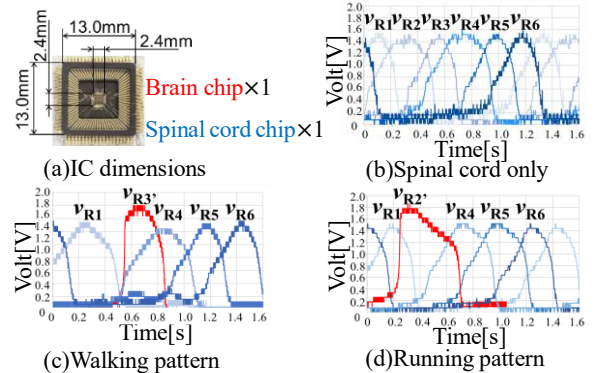 13.0mm
2.4mm
2.4mm
13.0mm
Brain chip×1
Spinal cord chip×1
(a)IC dimensions
vR1 vR2 vR3 vR4 vR5 vR6
Volt[V]
2.0
1.8
1.6
1.4
1.2
1.0
0.8
0.6
0.4
0.2
0
0 0.2 0.4 0.6 0.8 1.0 1.2 1.4 1.6
Time[s]
(b)Spinal cord only
vR1 vR3' vR4 vR5 vR6
Volt[V]
2.0
1.8
1.6
1.4
1.2
1.0
0.8
0.6
0.4
0.2
0
0 0.2 0.4 0.6 0.8 1.0 1.2 1.4 1.6
Time[s]
(c)Walking pattern
vR1 vR2' vR4 vR5 vR6
Volt[V]
2.0
1.8
1.6
1.4
1.2
1.0
0.8
0.6
0.4
0.2
0
0 0.2 0.4 0.6 0.8 1.0 1.2 1.4 1.6
Time[s]
(d)Running pattern